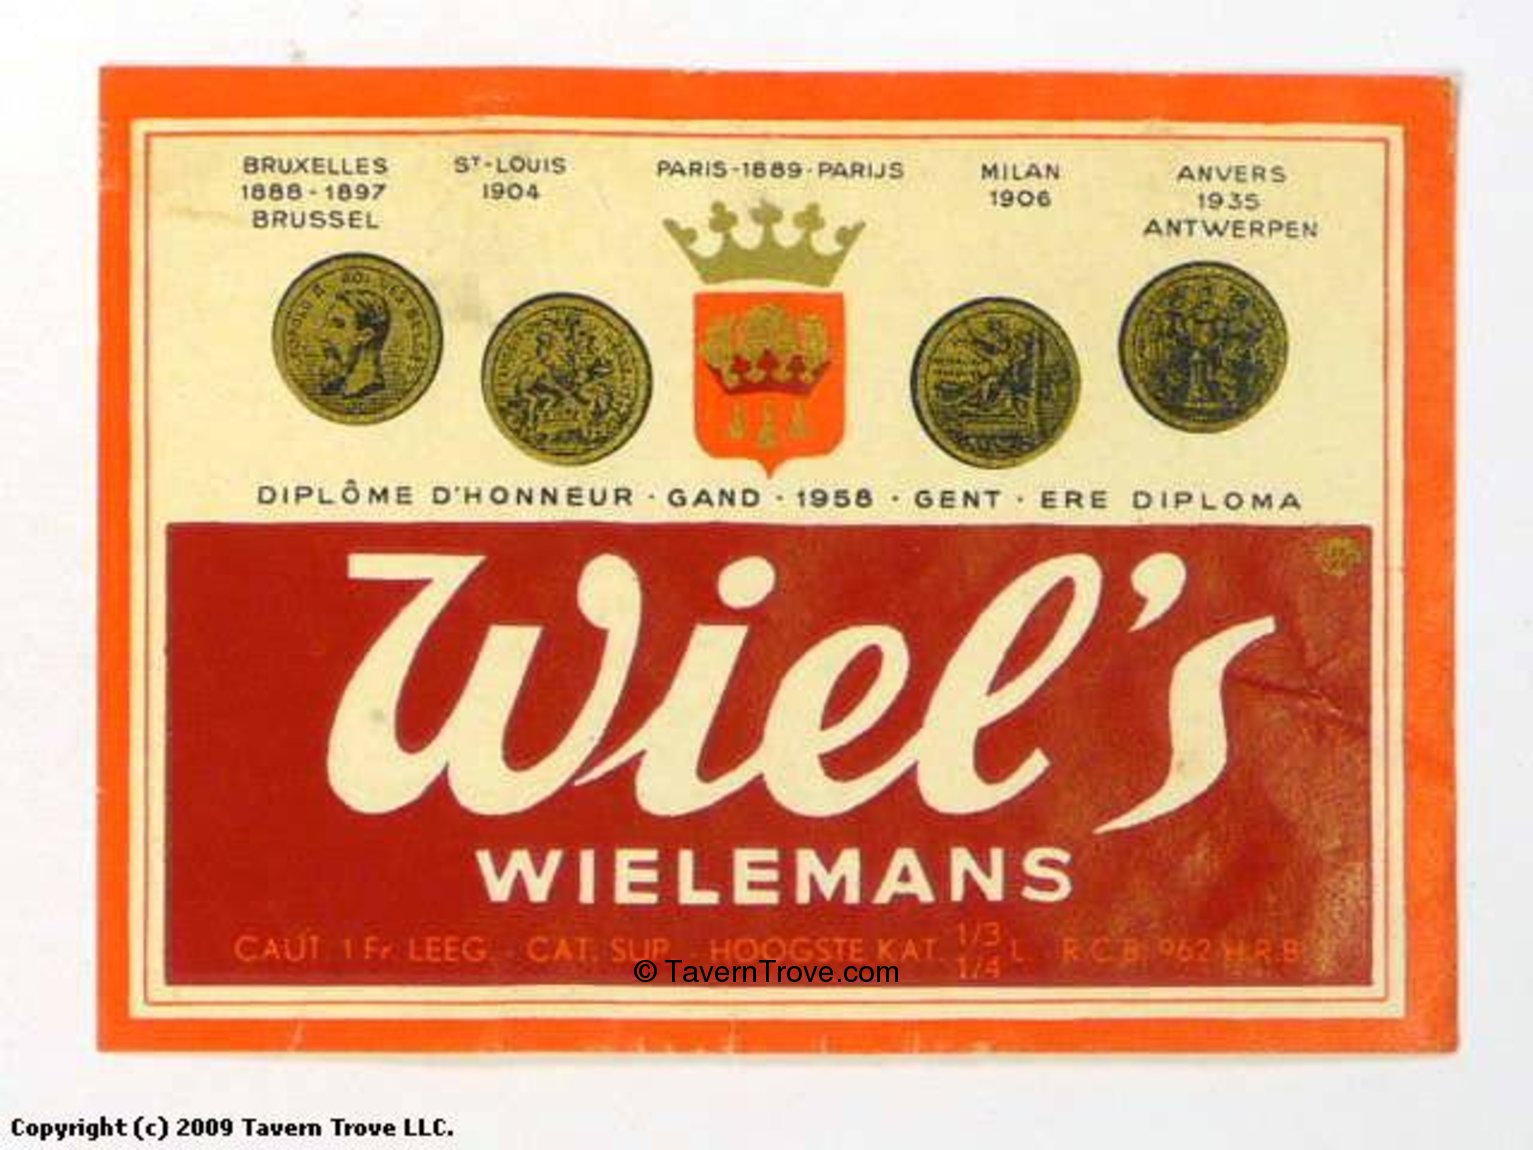 BRUXELLES
1888 - 1897
BRUSSEL
ST-LOUIS
1904
PARIS-1889-PARIJS
MILAN
1906
ANVERS
1935
ANTWERPEN
DIPLÔME D'HONNEUR · GAND · 1958 · GENT · ERE DIPLOMA
Wiel's
WIELEMANS
CAUT. 1 Fr LEEG. - CAT. SUP. HOOGSTE KAT. 1/3 1/4 L. R.C.B. 962 H.R.B.
© TavernTrove.com
Copyright (c) 2009 Tavern Trove LLC.